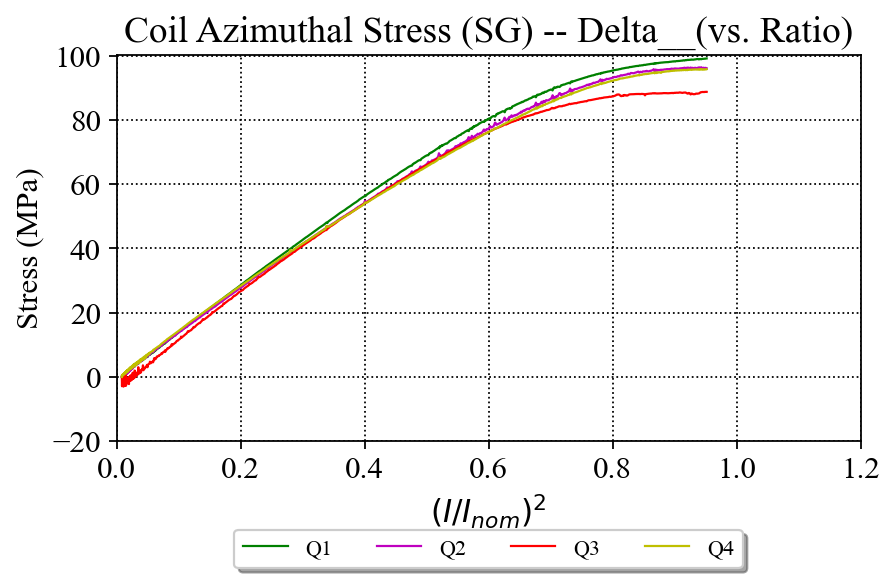 Coil Azimuthal Stress (SG) -- Delta__(vs. Ratio)
100
80
60
40
20
0
−20
Stress (MPa)
0.0 0.2 0.4 0.6 0.8 1.0 1.2
(I/I_nom)^2
Q1 Q2 Q3 Q4